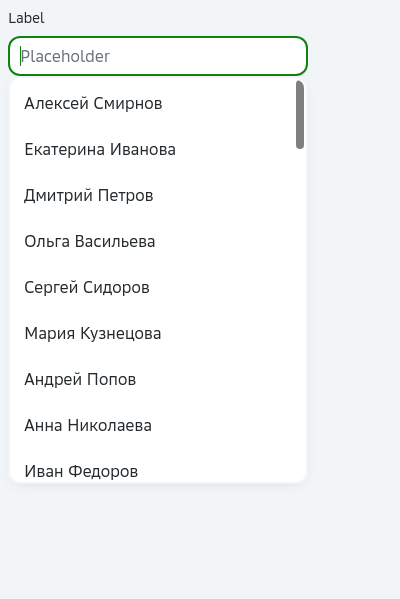 Label
Placeholder
Алексей Смирнов
Екатерина Иванова
Дмитрий Петров
Ольга Васильева
Сергей Сидоров
Мария Кузнецова
Андрей Попов
Анна Николаева
Иван Федоров